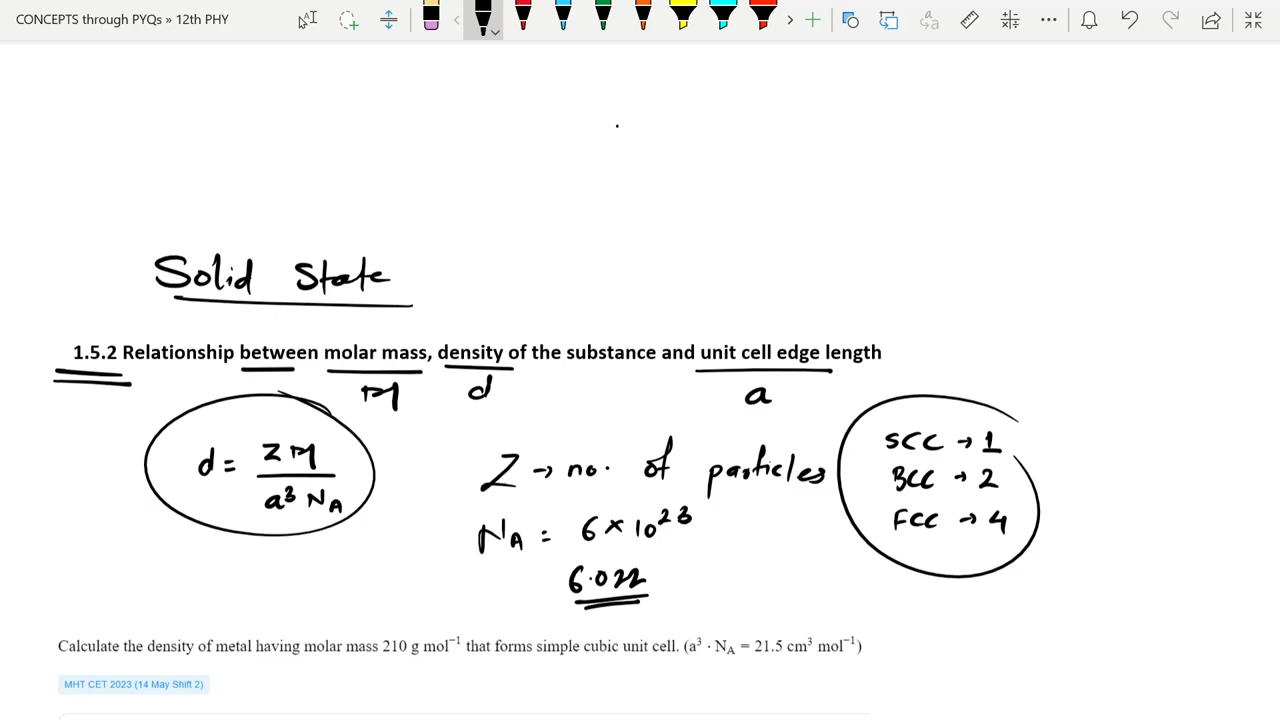 CONCEPTS through PYQs » 12th PHY
Solid State
1.5.2 Relationship between molar mass, density of the substance and unit cell edge length
M d a
d = ZM / a³ NA
Z → no. of particles
NA = 6 × 10²³
6.022
SCC → 1
BCC → 2
FCC → 4
Calculate the density of metal having molar mass 210 g mol⁻¹ that forms simple cubic unit cell. (a³ · NA = 21.5 cm³ mol⁻¹)
MHT CET 2023 (14 May Shift 2)